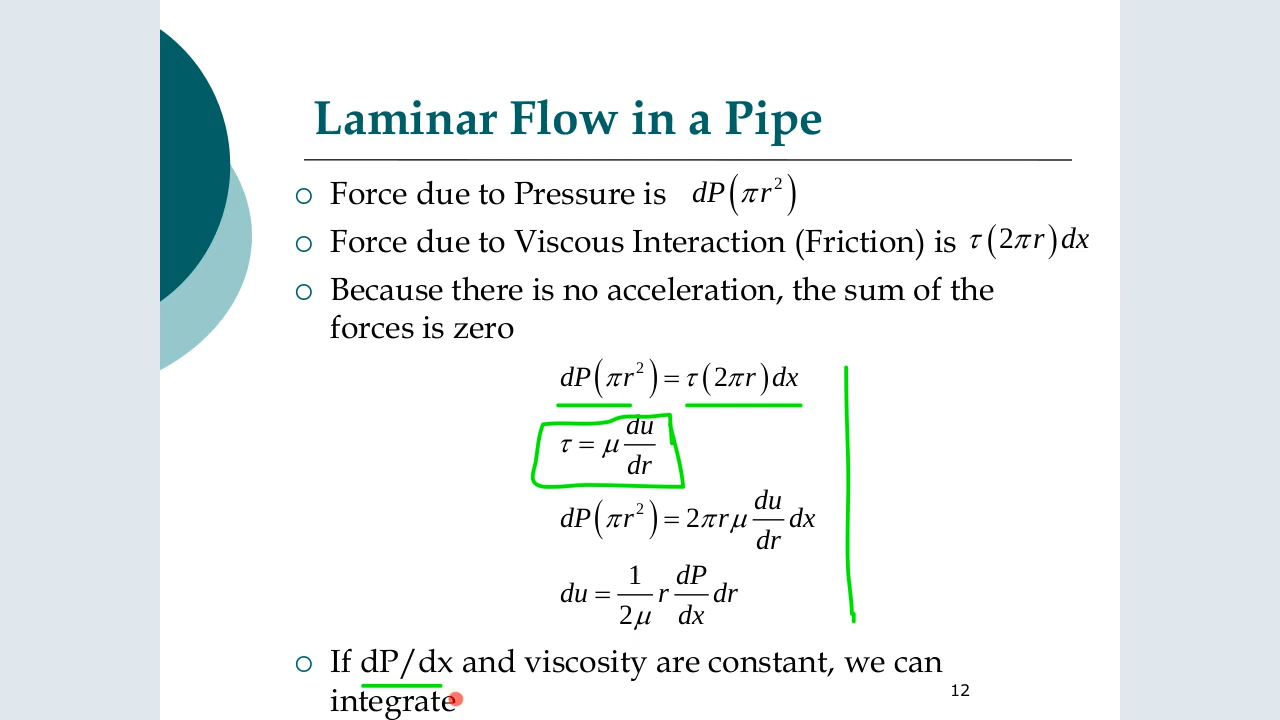 Laminar Flow in a Pipe
Force due to Pressure is dP(πr²)
Force due to Viscous Interaction (Friction) is τ(2πr)dx
Because there is no acceleration, the sum of the
forces is zero
dP(πr²) = τ(2πr)dx
τ = μ du/dr
dP(πr²) = 2πrμ du/dr dx
du = 1/2μ r dP/dx dr
If dP/dx and viscosity are constant, we can
integrate
12